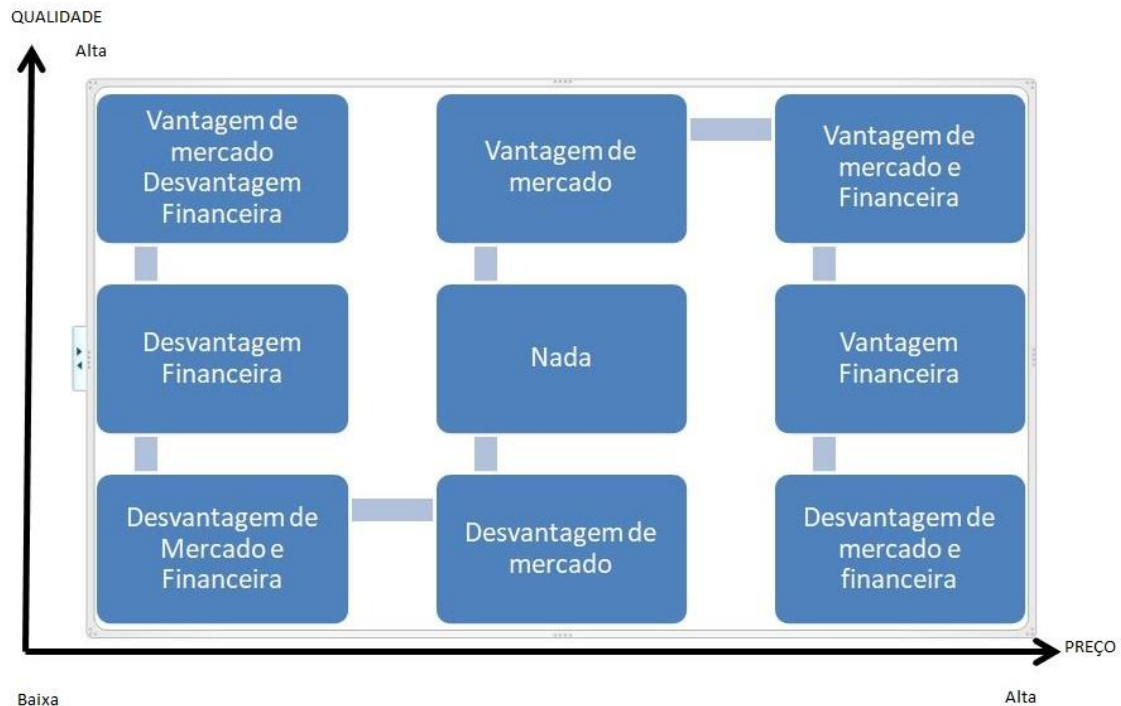 QUALIDADE
Alta
Vantagem de
mercado
Desvantagem
Financeira
Vantagem de
mercado
Vantagem de
mercado e
Financeira
Desvantagem
Financeira
Nada
Vantagem
Financeira
Desvantagem de
Mercado e
Financeira
Desvantagem de
mercado
Desvantagem de
mercado e
financeira
PREÇO
Baixa
Alta